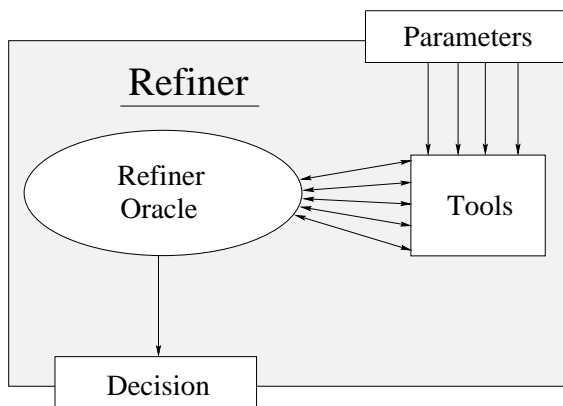 Parameters
Refiner
Refiner
Oracle
Tools
Decision